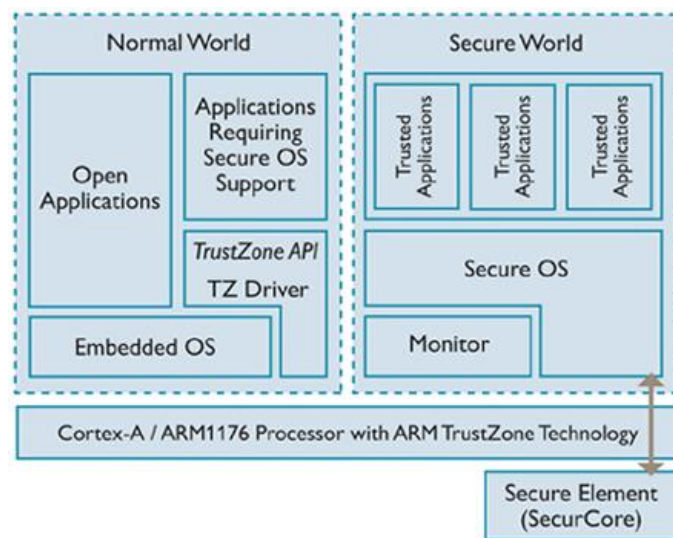 Normal World
Open
Applications
Applications
Requiring
Secure OS
Support
TrustZone API
TZ Driver
Embedded OS
Secure World
Trusted
Applications
Trusted
Applications
Trusted
Applications
Secure OS
Monitor
Cortex-A / ARM1176 Processor with ARM TrustZone Technology
Secure Element
(SecurCore)